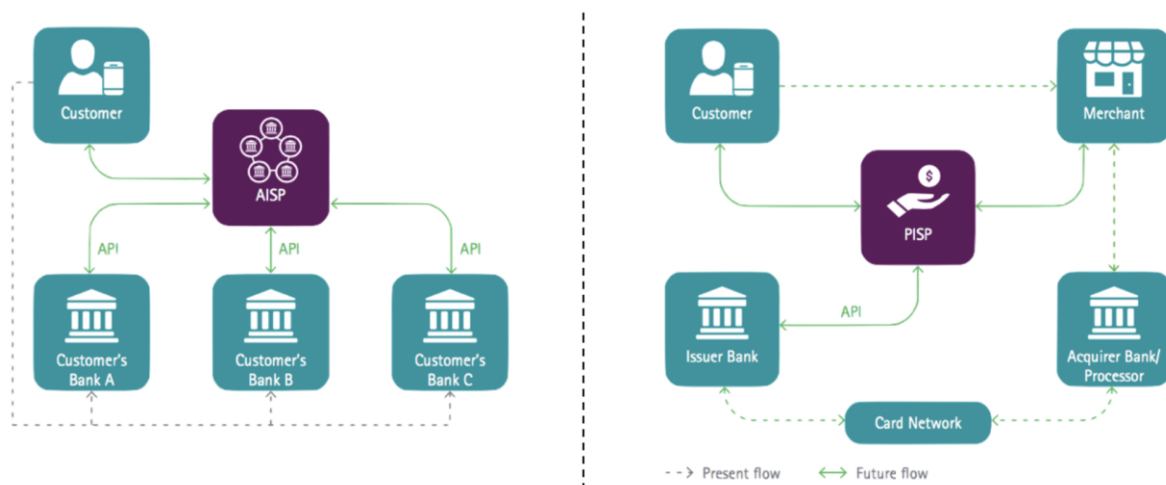 Customer
AISP
API
API
API
Customer's
Bank A
Customer's
Bank B
Customer's
Bank C
Customer
Merchant
$
PISP
API
Issuer Bank
Acquirer Bank/
Processor
Card Network
Present flow
Future flow